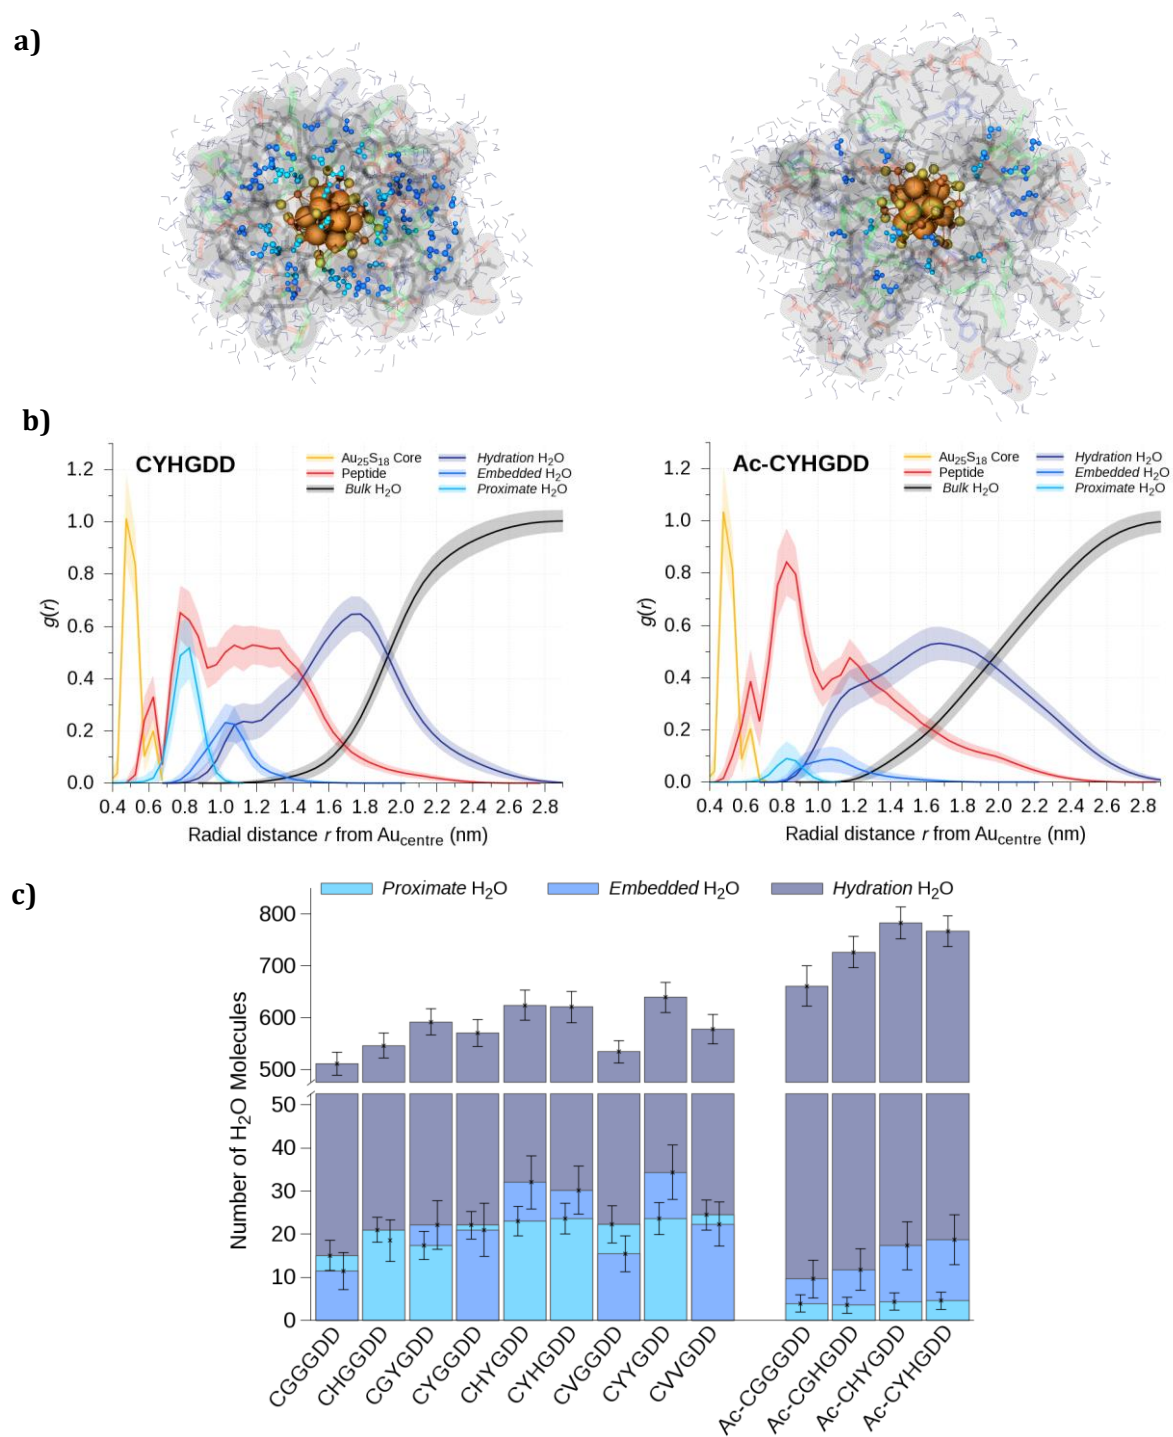 a)
b)
CYHGDD
Au25S18 Core
Peptide
Bulk H2O
Hydration H2O
Embedded H2O
Proximate H2O
1.2
1.0
0.8
0.6
0.4
0.2
0.0
g(r)
0.4 0.6 0.8 1.0 1.2 1.4 1.6 1.8 2.0 2.2 2.4 2.6 2.8
Radial distance r from Aucentre (nm)
Ac-CYHGDD
Au25S18 Core
Peptide
Bulk H2O
Hydration H2O
Embedded H2O
Proximate H2O
1.2
1.0
0.8
0.6
0.4
0.2
0.0
g(r)
0.4 0.6 0.8 1.0 1.2 1.4 1.6 1.8 2.0 2.2 2.4 2.6 2.8
Radial distance r from Aucentre (nm)
c)
Proximate H2O Embedded H2O Hydration H2O
800
700
600
500
50
40
30
20
10
0
Number of H2O Molecules
CGGGDD
CHGGDD
CGYGDD
CYGGDD
CHYGDD
CYHGDD
CVGGDD
CYYGDD
CVVGDD
Ac-CGGGDD
Ac-CGHGDD
Ac-CHYGDD
Ac-CYHGDD